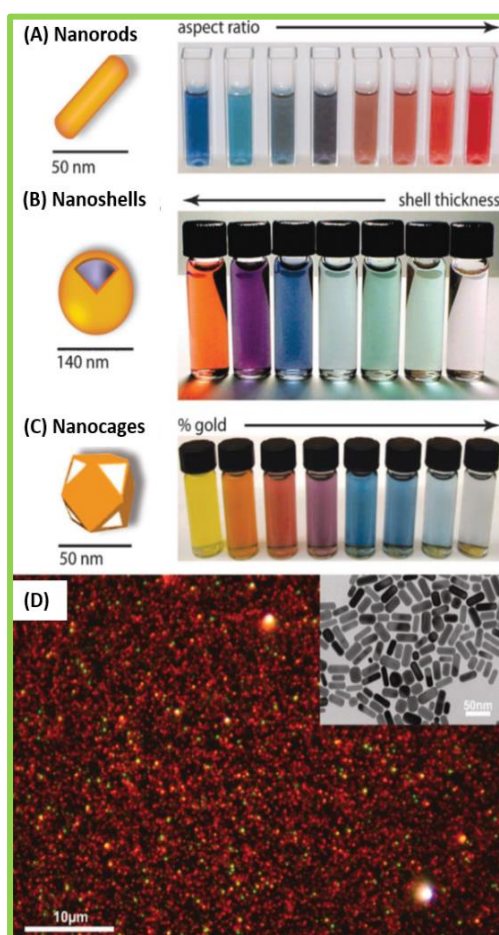 (A) Nanorods
aspect ratio
50 nm
(B) Nanoshells
shell thickness
140 nm
(C) Nanocages
% gold
50 nm
(D)
50nm
10µm